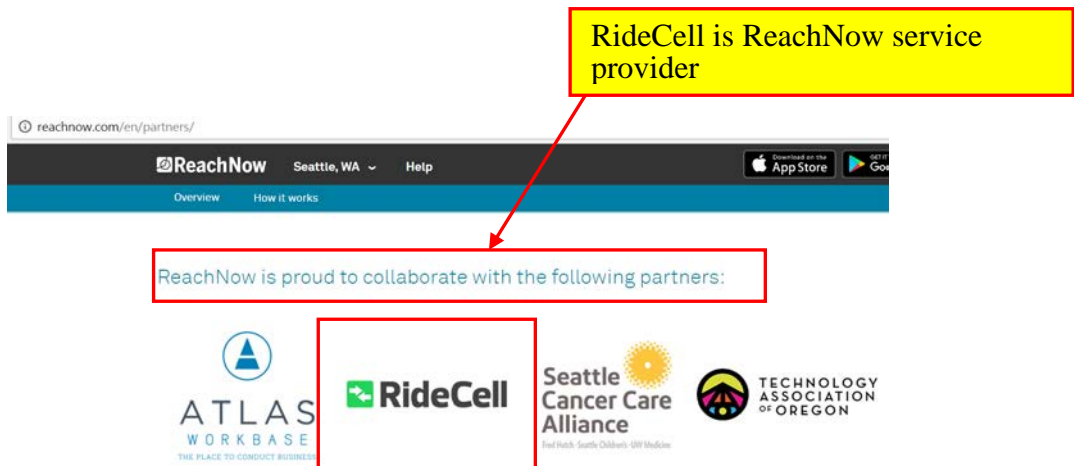 RideCell is ReachNow service
provider
reachnow.com/en/partners/
ReachNow Seattle, WA Help
Download on the
App Store
GET IT
Overview How it works
ReachNow is proud to collaborate with the following partners:
ATLAS
WORKBASE
THE PLACE TO CONDUCT BUSINESS
RideCell
Seattle
Cancer Care
Alliance
Fred Hutch · Seattle Children's · UW Medicine
TECHNOLOGY
ASSOCIATION
OF OREGON